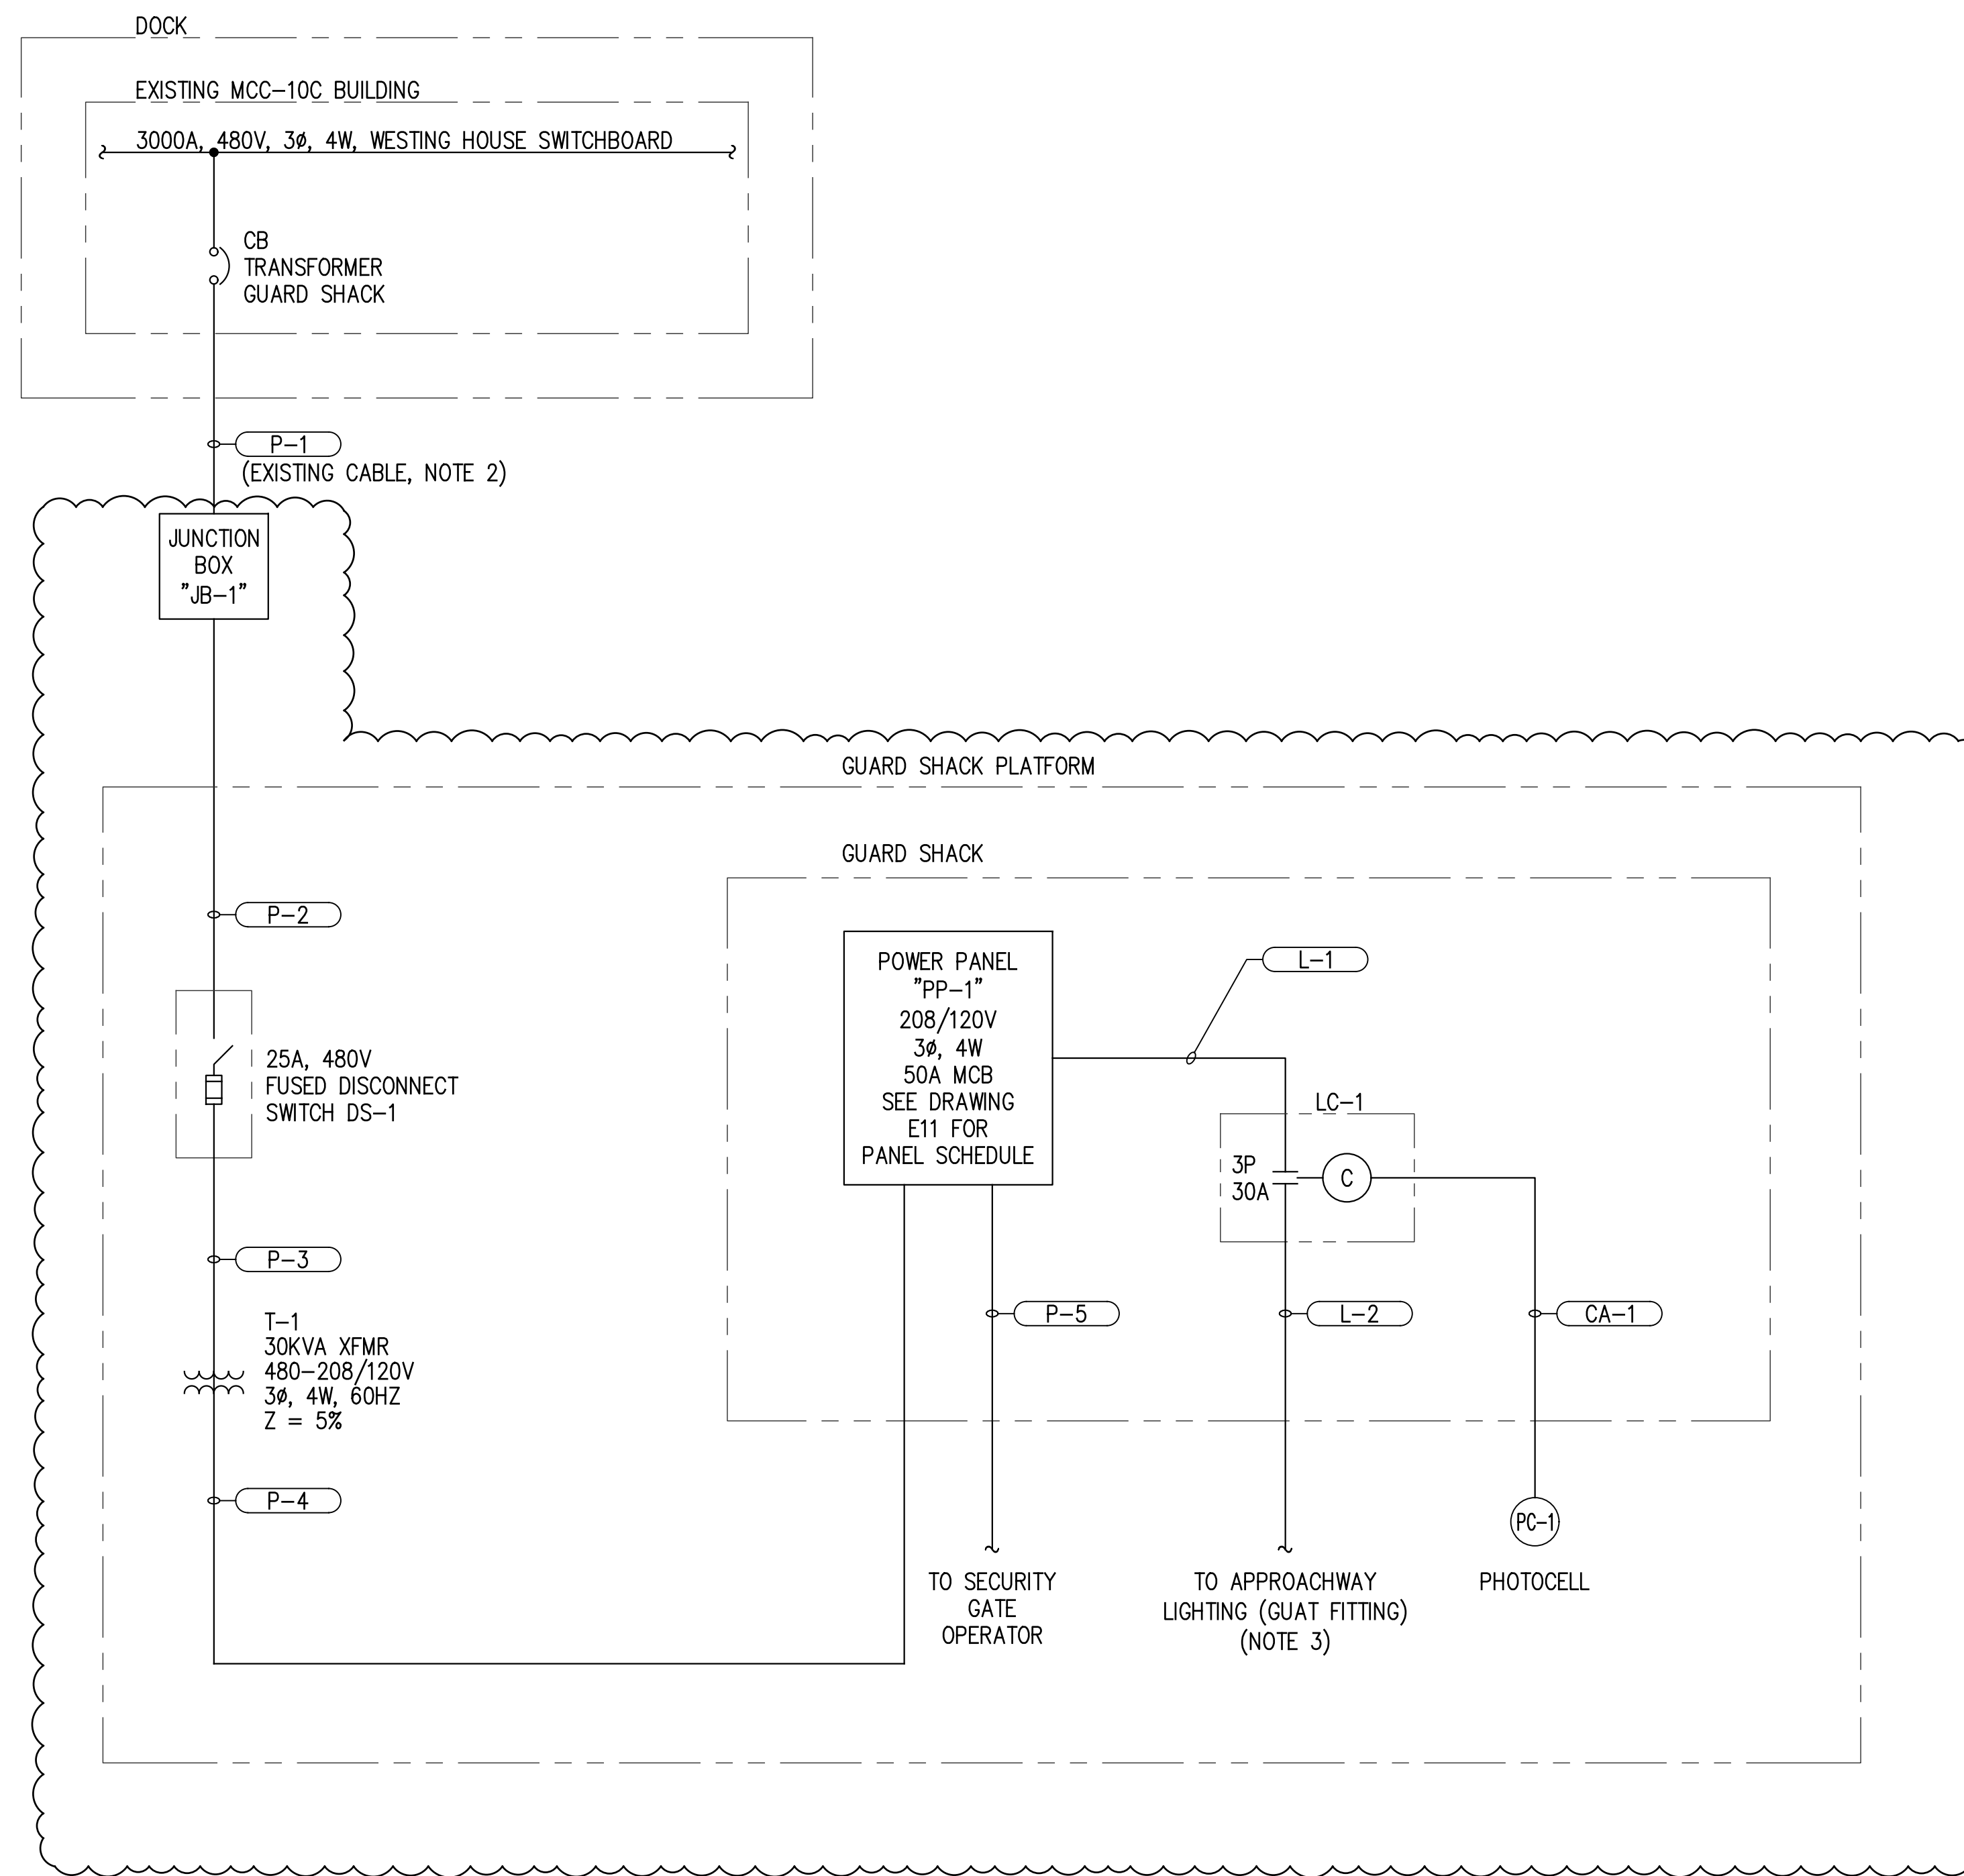 DOCK
EXISTING MCC-10C BUILDING
3000A, 480V, 3ø, 4W, WESTING HOUSE SWITCHBOARD
CB
TRANSFORMER
GUARD SHACK
P-1
(EXISTING CABLE, NOTE 2)
JUNCTION
BOX
"JB-1"
GUARD SHACK PLATFORM
GUARD SHACK
P-2
25A, 480V
FUSED DISCONNECT
SWITCH DS-1
P-3
T-1
30KVA XFMR
480-208/120V
3ø, 4W, 60HZ
Z = 5%
P-4
POWER PANEL
"PP-1"
208/120V
3ø, 4W
50A MCB
SEE DRAWING
E11 FOR
PANEL SCHEDULE
L-1
LC-1
3P
30A
C
P-5
L-2
CA-1
PC-1
TO SECURITY
GATE
OPERATOR
TO APPROACHWAY
LIGHTING (GUAT FITTING)
(NOTE 3)
PHOTOCELL